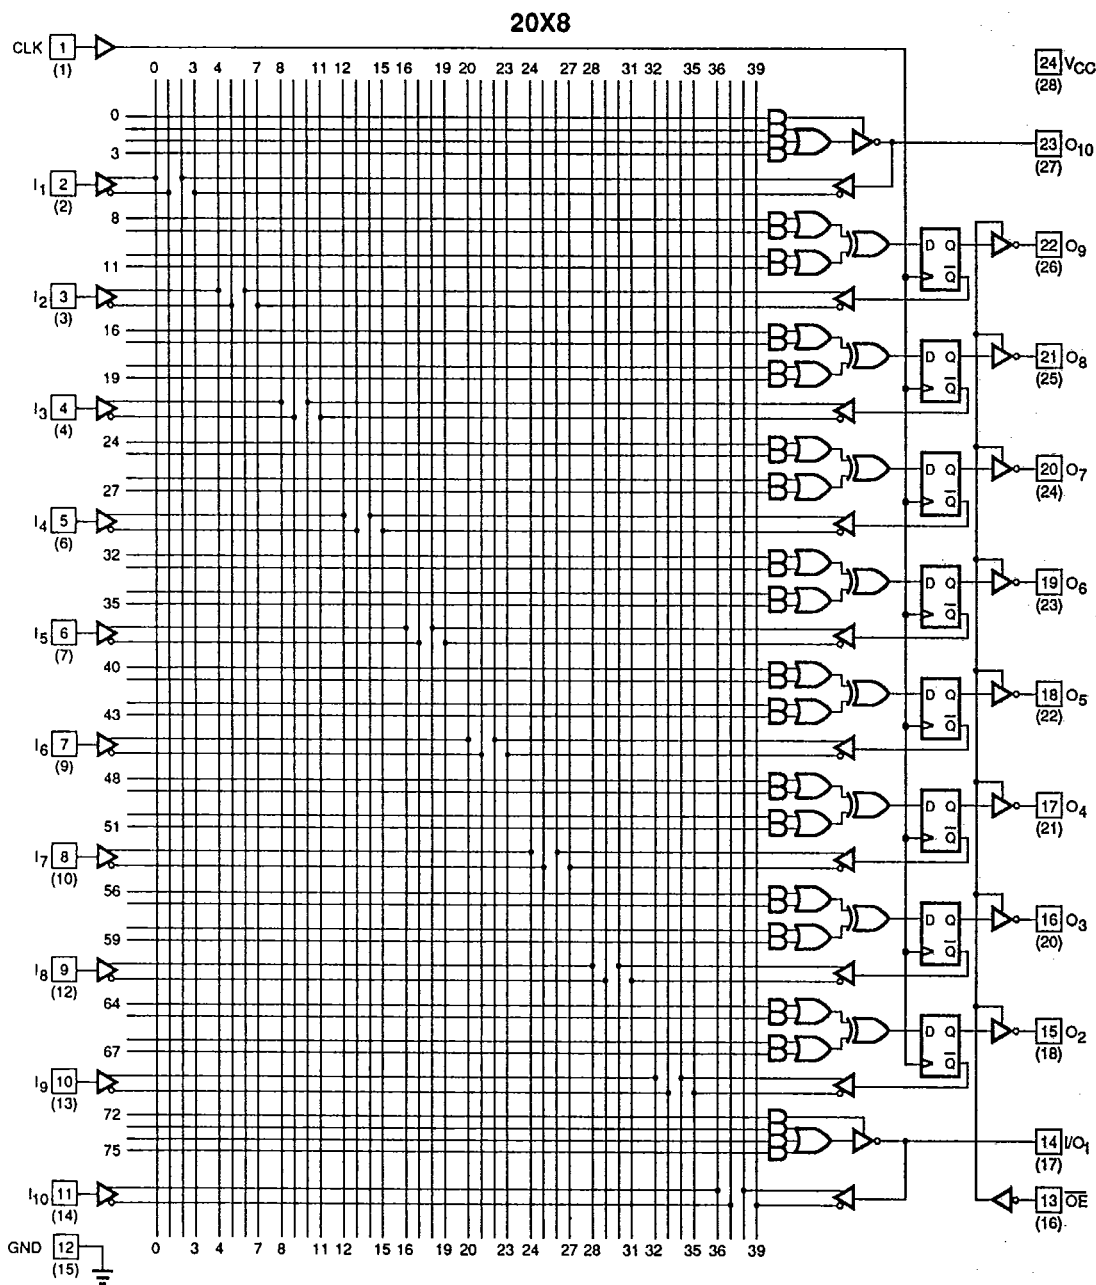 20X8
CLK 1
(1)
24 VCC
(28)
0 3 4 7 8 11 12 15 16 19 20 23 24 27 28 31 32 35 36 39
0
3
23 O10
(27)
I1 2
(2)
8
11
D Q
Q
22 O9
(26)
I2 3
(3)
16
19
D Q
Q
21 O8
(25)
I3 4
(4)
24
27
D Q
Q
20 O7
(24)
I4 5
(6)
32
35
D Q
Q
19 O6
(23)
I5 6
(7)
40
43
D Q
Q
18 O5
(22)
I6 7
(9)
48
51
D Q
Q
17 O4
(21)
I7 8
(10)
56
59
D Q
Q
16 O3
(20)
I8 9
(12)
64
67
D Q
Q
15 O2
(18)
I9 10
(13)
72
75
14 I/O1
(17)
I10 11
(14)
13 OE
(16)
GND 12
(15)
0 3 4 7 8 11 12 15 16 19 20 23 24 27 28 31 32 35 36 39